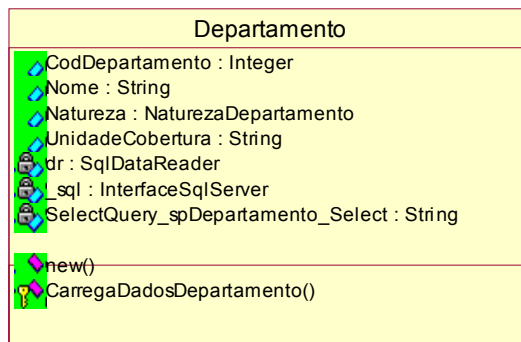 Departamento
CodDepartamento : Integer
Nome : String
Natureza : NaturezaDepartamento
UnidadeCobertura : String
dr : SqlDataReader
_sql : InterfaceSqlServer
SelectQuery_spDepartamento_Select : String
new()
CarregaDadosDepartamento()